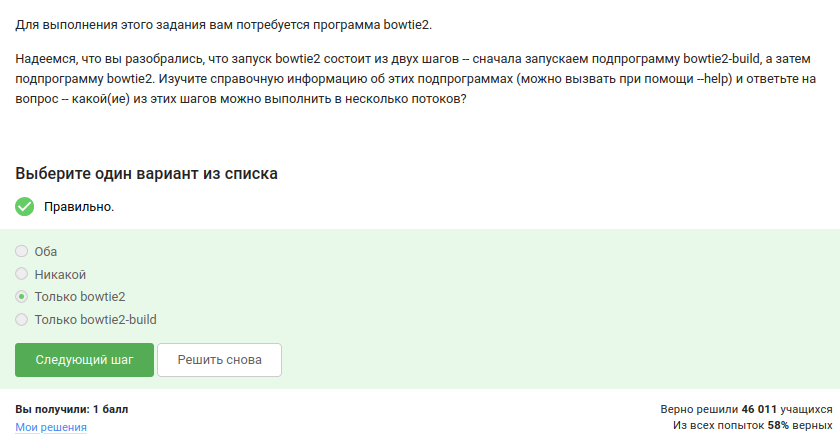 Для выполнения этого задания вам потребуется программа bowtie2.
Надеемся, что вы разобрались, что запуск bowtie2 состоит из двух шагов -- сначала запускаем подпрограмму bowtie2-build, а затем
подпрограмму bowtie2. Изучите справочную информацию об этих подпрограммах (можно вызвать при помощи --help) и ответьте на
вопрос -- какой(ие) из этих шагов можно выполнить в несколько потоков?
Выберите один вариант из списка
Правильно.
Оба
Никакой
Только bowtie2
Только bowtie2-build
Следующий шаг
Решить снова
Вы получили: 1 балл
Верно решили 46 011 учащихся
Мои решения
Из всех попыток 58% верных